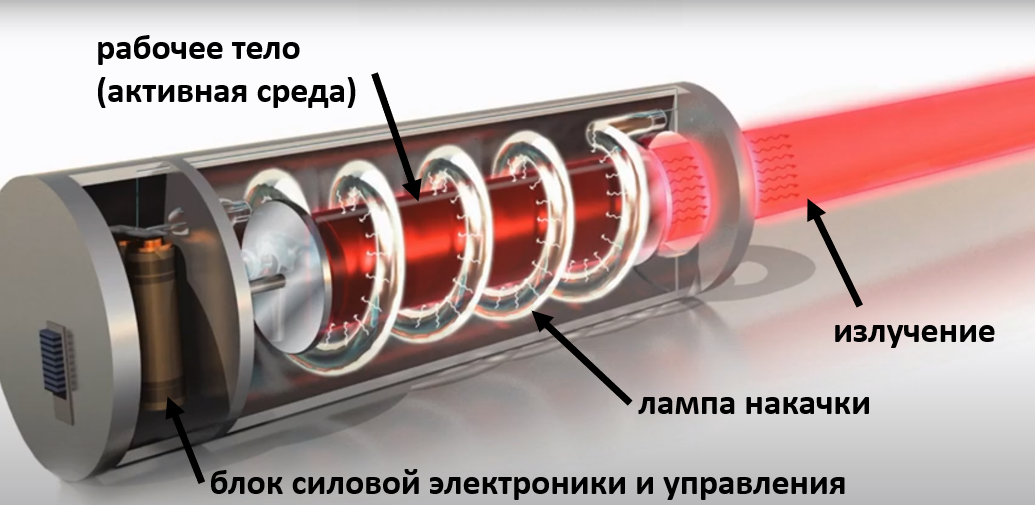 рабочее тело
(активная среда)
излучение
лампа накачки
блок силовой электроники и управления